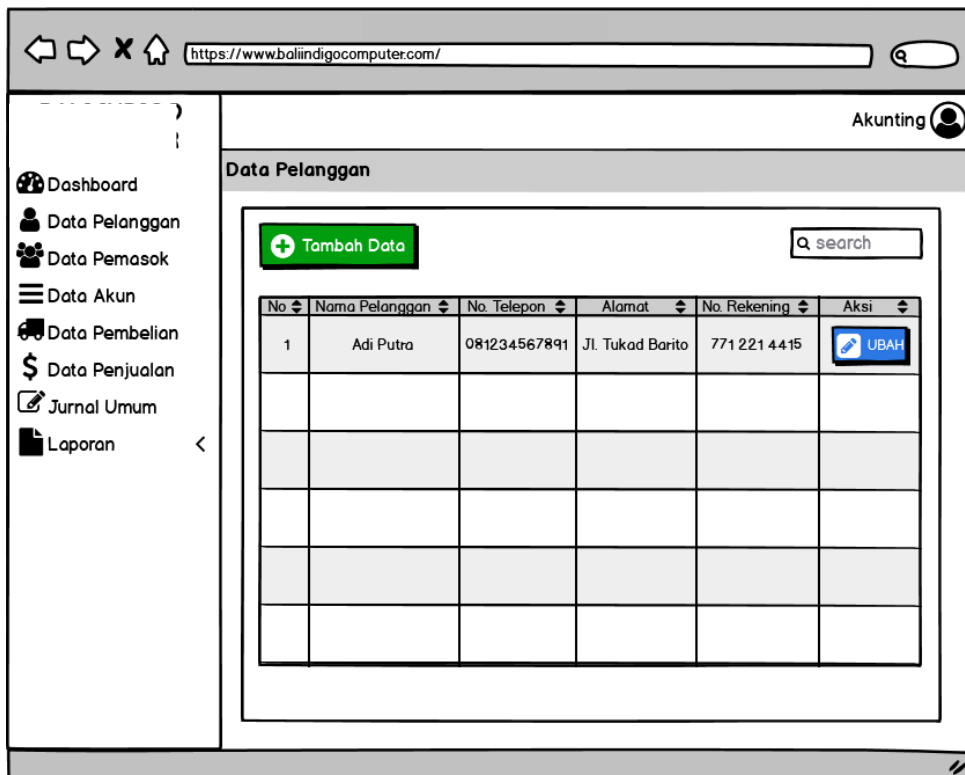 https://www.baliindigocomputer.com/
Akunting
Data Pelanggan
Dashboard
Data Pelanggan
Data Pemasok
Data Akun
Data Pembelian
Data Penjualan
Jurnal Umum
Laporan
Tambah Data
search
No Nama Pelanggan No. Telepon Alamat No. Rekening Aksi
1 Adi Putra 081234567891 Jl. Tukad Barito 771 221 4415 UBAH